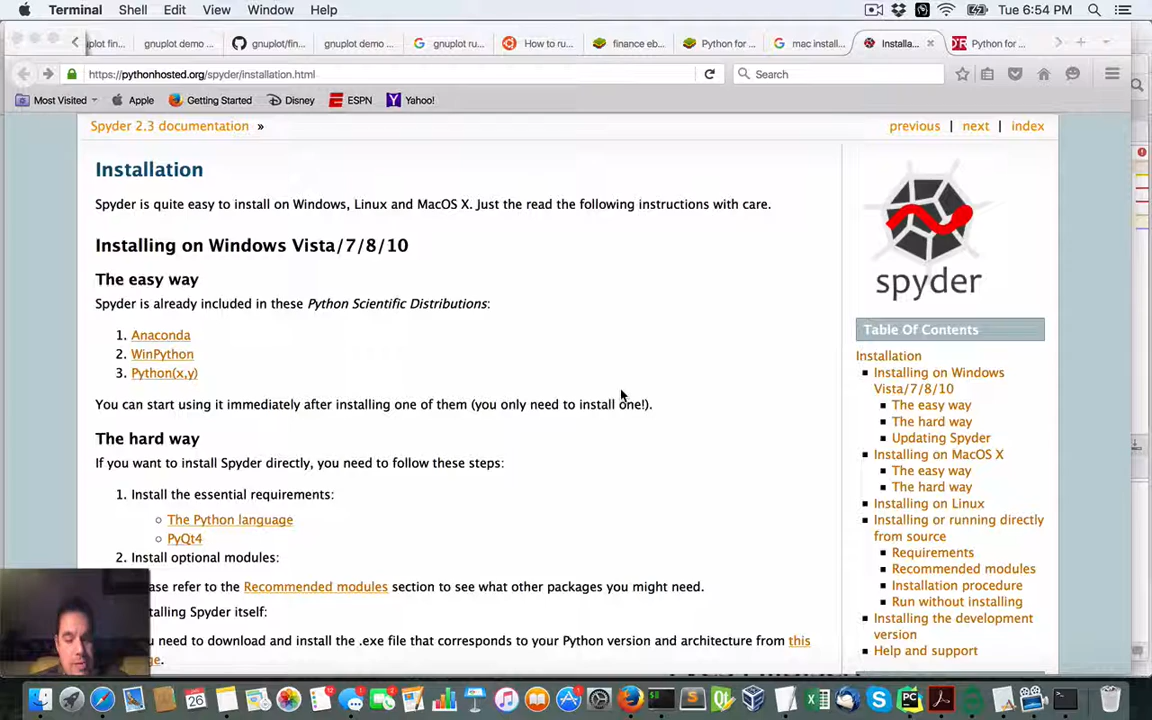 Terminal Shell Edit View Window Help Tue 6:54 PM
gnuplot demo ... gnuplot/fin... gnuplot demo ... gnuplot ru... How to ru... finance eb... Python for ... mac install... Installa... Python for ...
https://pythonhosted.org/spyder/installation.html Search
Most Visited Apple Getting Started Disney ESPN Yahoo!
Spyder 2.3 documentation » previous | next | index
Installation
Spyder is quite easy to install on Windows, Linux and MacOS X. Just the read the following instructions with care.
Installing on Windows Vista/7/8/10
The easy way
Spyder is already included in these Python Scientific Distributions:
1. Anaconda
2. WinPython
3. Python(x,y)
You can start using it immediately after installing one of them (you only need to install one!).
The hard way
If you want to install Spyder directly, you need to follow these steps:
1. Install the essential requirements:
The Python language
PyQt4
2. Install optional modules:
ase refer to the Recommended modules section to see what other packages you might need.
talling Spyder itself:
need to download and install the .exe file that corresponds to your Python version and architecture from this
ge.
spyder
Table Of Contents
Installation
Installing on Windows
Vista/7/8/10
The easy way
The hard way
Updating Spyder
Installing on MacOS X
The easy way
The hard way
Installing on Linux
Installing or running directly
from source
Requirements
Recommended modules
Installation procedure
Run without installing
Installing the development
version
Help and support